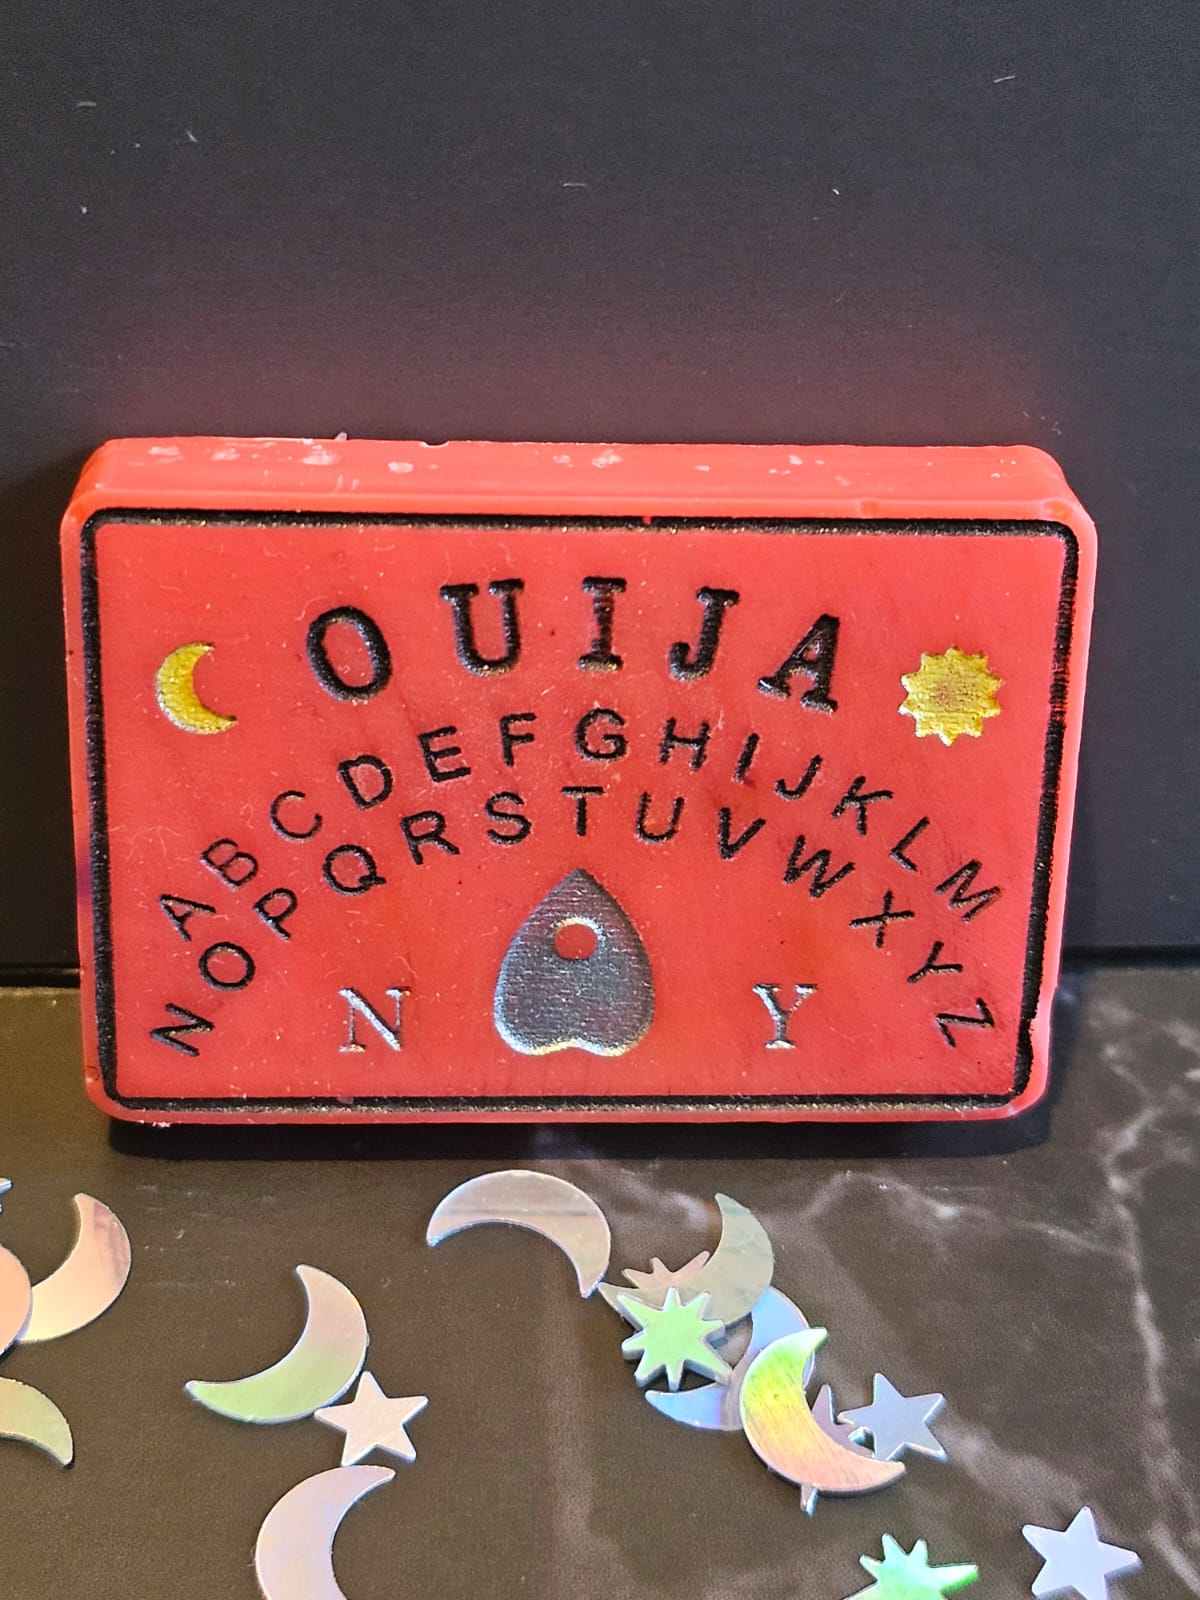 OUIJA
ABCDEFGHIJKLM
NOPQRSTUVWXYZ
N Y